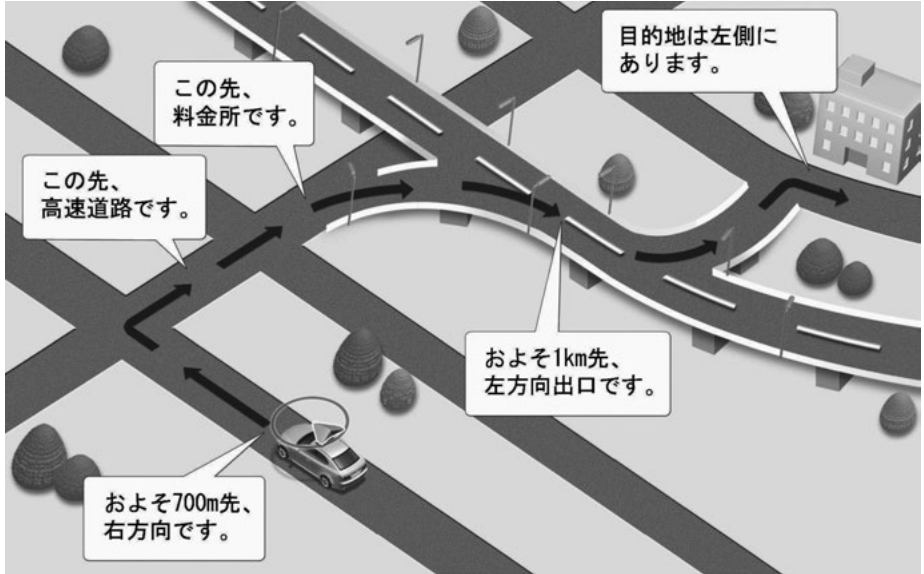 目的地は左側に
あります。
この先、
料金所です。
この先、
高速道路です。
およそ1km先、
左方向出口です。
およそ700m先、
右方向です。